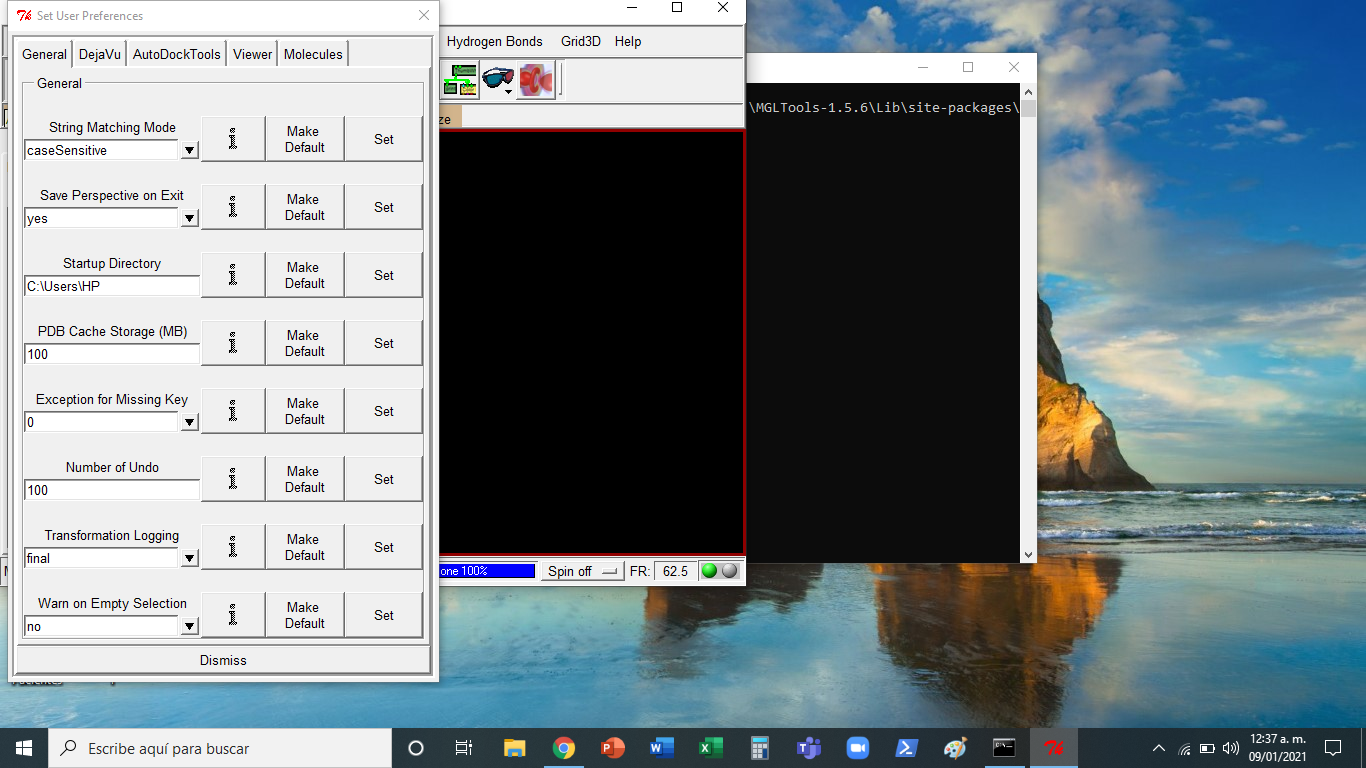 Set User Preferences
General DejaVu AutoDockTools Viewer Molecules
General
String Matching Mode
caseSensitive
Make
Default
Set
Save Perspective on Exit
yes
Make
Default
Set
Startup Directory
C:\Users\HP
Make
Default
Set
PDB Cache Storage (MB)
100
Make
Default
Set
Exception for Missing Key
0
Make
Default
Set
Number of Undo
100
Make
Default
Set
Transformation Logging
final
Make
Default
Set
Warn on Empty Selection
no
Make
Default
Set
Dismiss
Hydrogen Bonds Grid3D Help
ze
one 100% Spin off FR: 62.5
\MGLTools-1.5.6\Lib\site-packages\
Escribe aquí para buscar
12:37 a. m.
09/01/2021